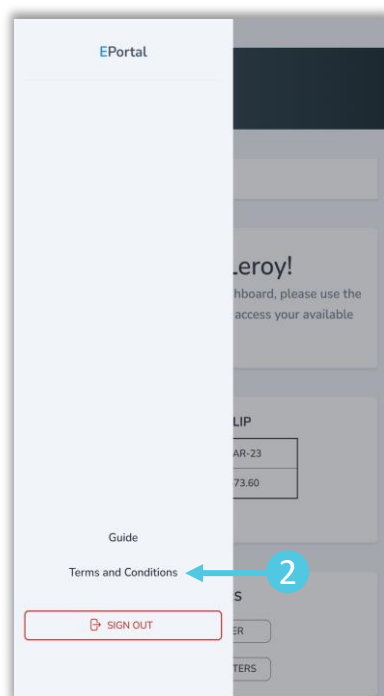 EPortal
.eroy!
hboard, please use the
access your available
LIP
AR-23
73.60
Guide
Terms and Conditions
2
S
SIGN OUT
ER
TERS